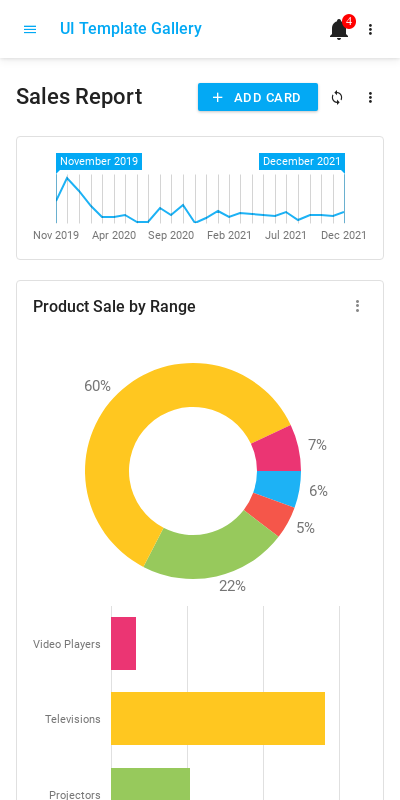 UI Template Gallery
4
Sales Report
ADD CARD
November 2019
December 2021
Nov 2019 Apr 2020 Sep 2020 Feb 2021 Jul 2021 Dec 2021
Product Sale by Range
60%
7%
6%
5%
22%
Video Players
Televisions
Projectors